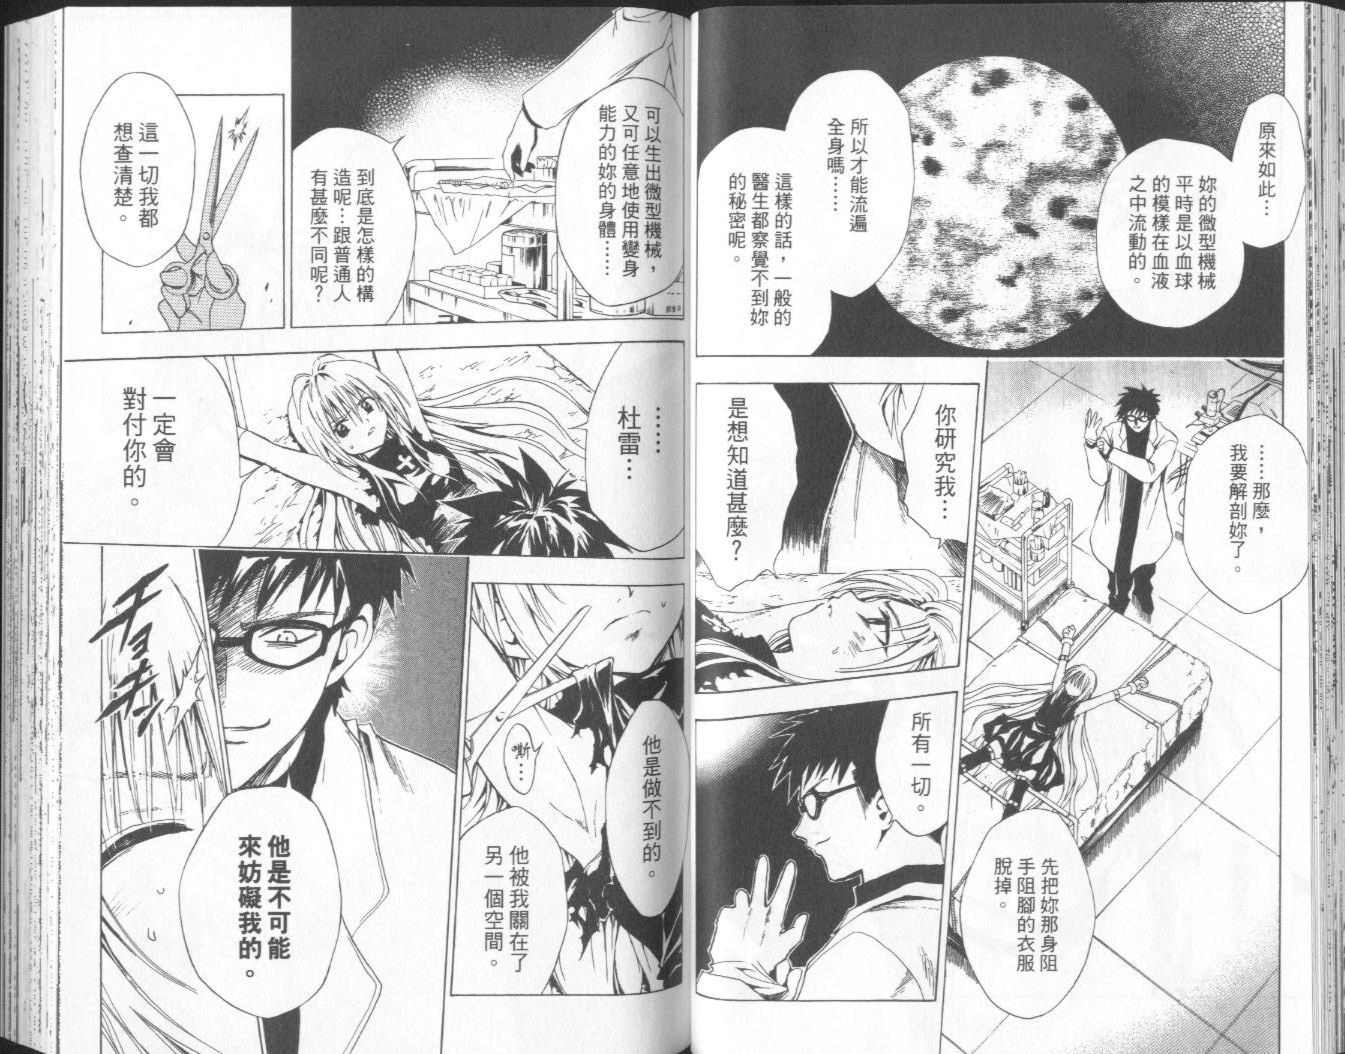 原來如此…
妳的微型機械
平時是以血球
的模樣在血液
之中流動的。
所以才能流遍
全身嗎……
這樣的話，一般的
醫生都察覺不到妳
的秘密呢。
……那麼，
我要解剖妳了。
先把妳那身阻
手阻腳的衣服
脫掉。
你研究我…
是想知道甚麼？
所有一切。
可以生出微型機械，
又可任意地使用變身
能力的妳的身體……
到底是怎樣的構
造呢…跟普通人
有甚麼不同呢？
這一切我都
想查清楚。
……
杜雷…
一定會
對付你的。
他是做不到的。
嘶…
他被我關在了
另一個空間。
他是不可能
來妨礙我的。
チョキン